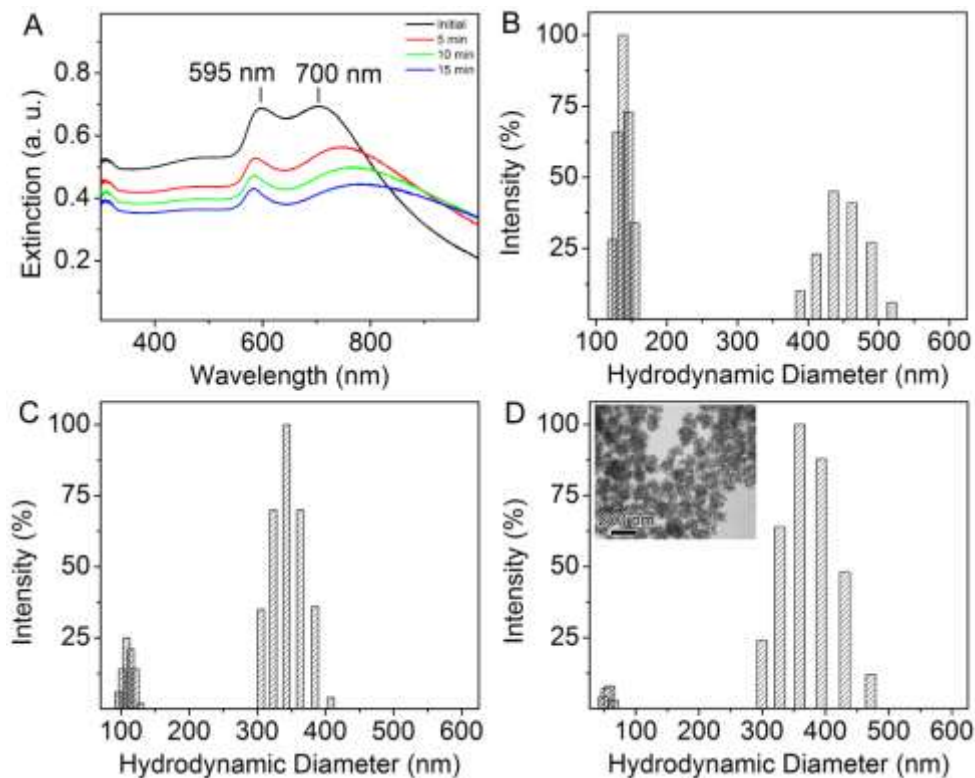 A
Initial
5 min
10 min
15 min
595 nm 700 nm
0.8
0.6
0.4
0.2
Extinction (a. u.)
400 600 800
Wavelength (nm)
B
100
75
50
25
Intensity (%)
100 200 300 400 500 600
Hydrodynamic Diameter (nm)
C
100
75
50
25
Intensity (%)
0 100 200 300 400 500 600
Hydrodynamic Diameter (nm)
D
100
75
50
25
Intensity (%)
0 100 200 300 400 500 600
Hydrodynamic Diameter (nm)